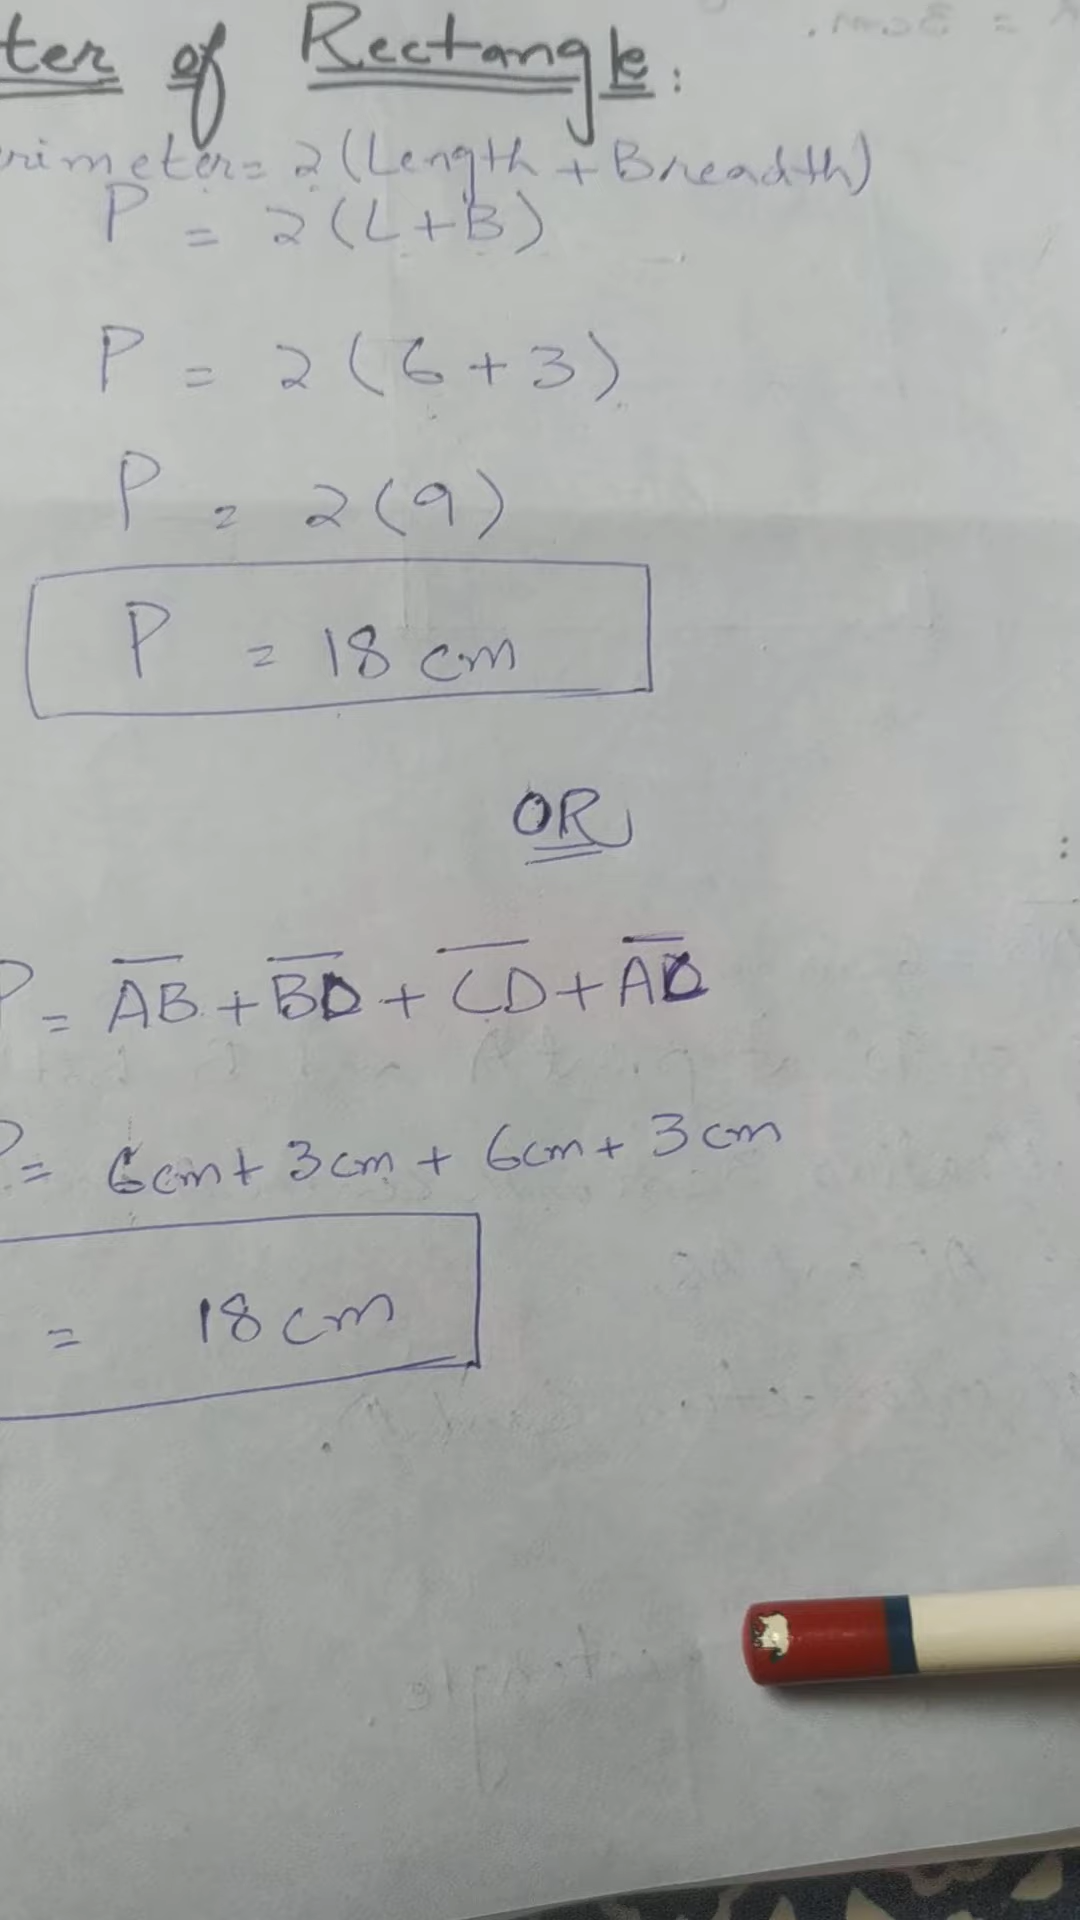 ter of Rectangle:
rimeter = 2 (Length + Breadth)
P = 2 (L+B)
P = 2 (6+3)
P = 2 (9)
P = 18 cm
OR
P = AB + BD + CD + AC
P = 6cm + 3cm + 6cm + 3cm
= 18 cm